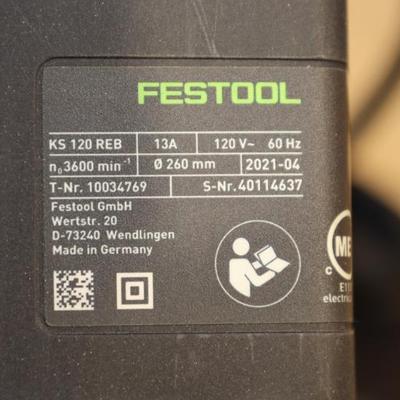 FESTOOL
KS 120 REB 13A 120 V~ 60 Hz
n₀3600 min⁻¹ Ø 260 mm 2021-04
T-Nr. 10034769 S-Nr.40114637
Festool GmbH
Wertstr. 20
D-73240 Wendlingen
Made in Germany
C